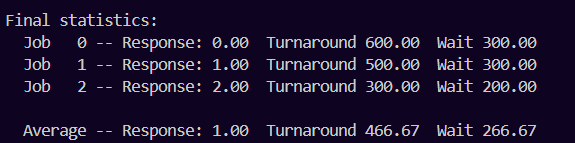 Final statistics:
Job 0 -- Response: 0.00 Turnaround 600.00 Wait 300.00
Job 1 -- Response: 1.00 Turnaround 500.00 Wait 300.00
Job 2 -- Response: 2.00 Turnaround 300.00 Wait 200.00
Average -- Response: 1.00 Turnaround 466.67 Wait 266.67